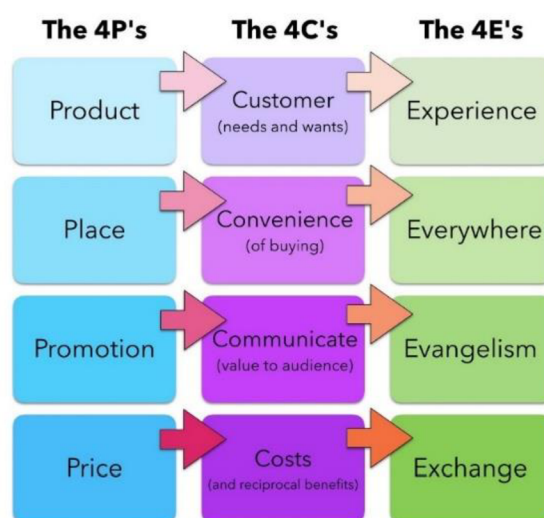 The 4P's
The 4C's
The 4E's
Product
Customer
(needs and wants)
Experience
Place
Convenience
(of buying)
Everywhere
Promotion
Communicate
(value to audience)
Evangelism
Price
Costs
(and reciprocal benefits)
Exchange